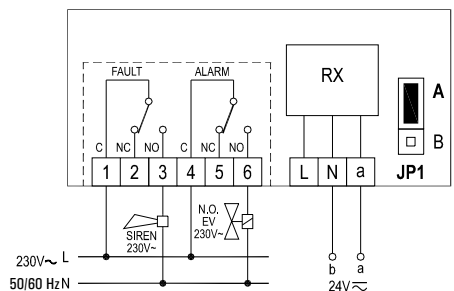 FAULT ALARM
RX
A
C NC NO C NC NO
B
1 2 3 4 5 6
L N a
JP1
SIREN
230V~
N.O.
EV
230V~
230V~ L
50/60 Hz N
b a
24V⎓~